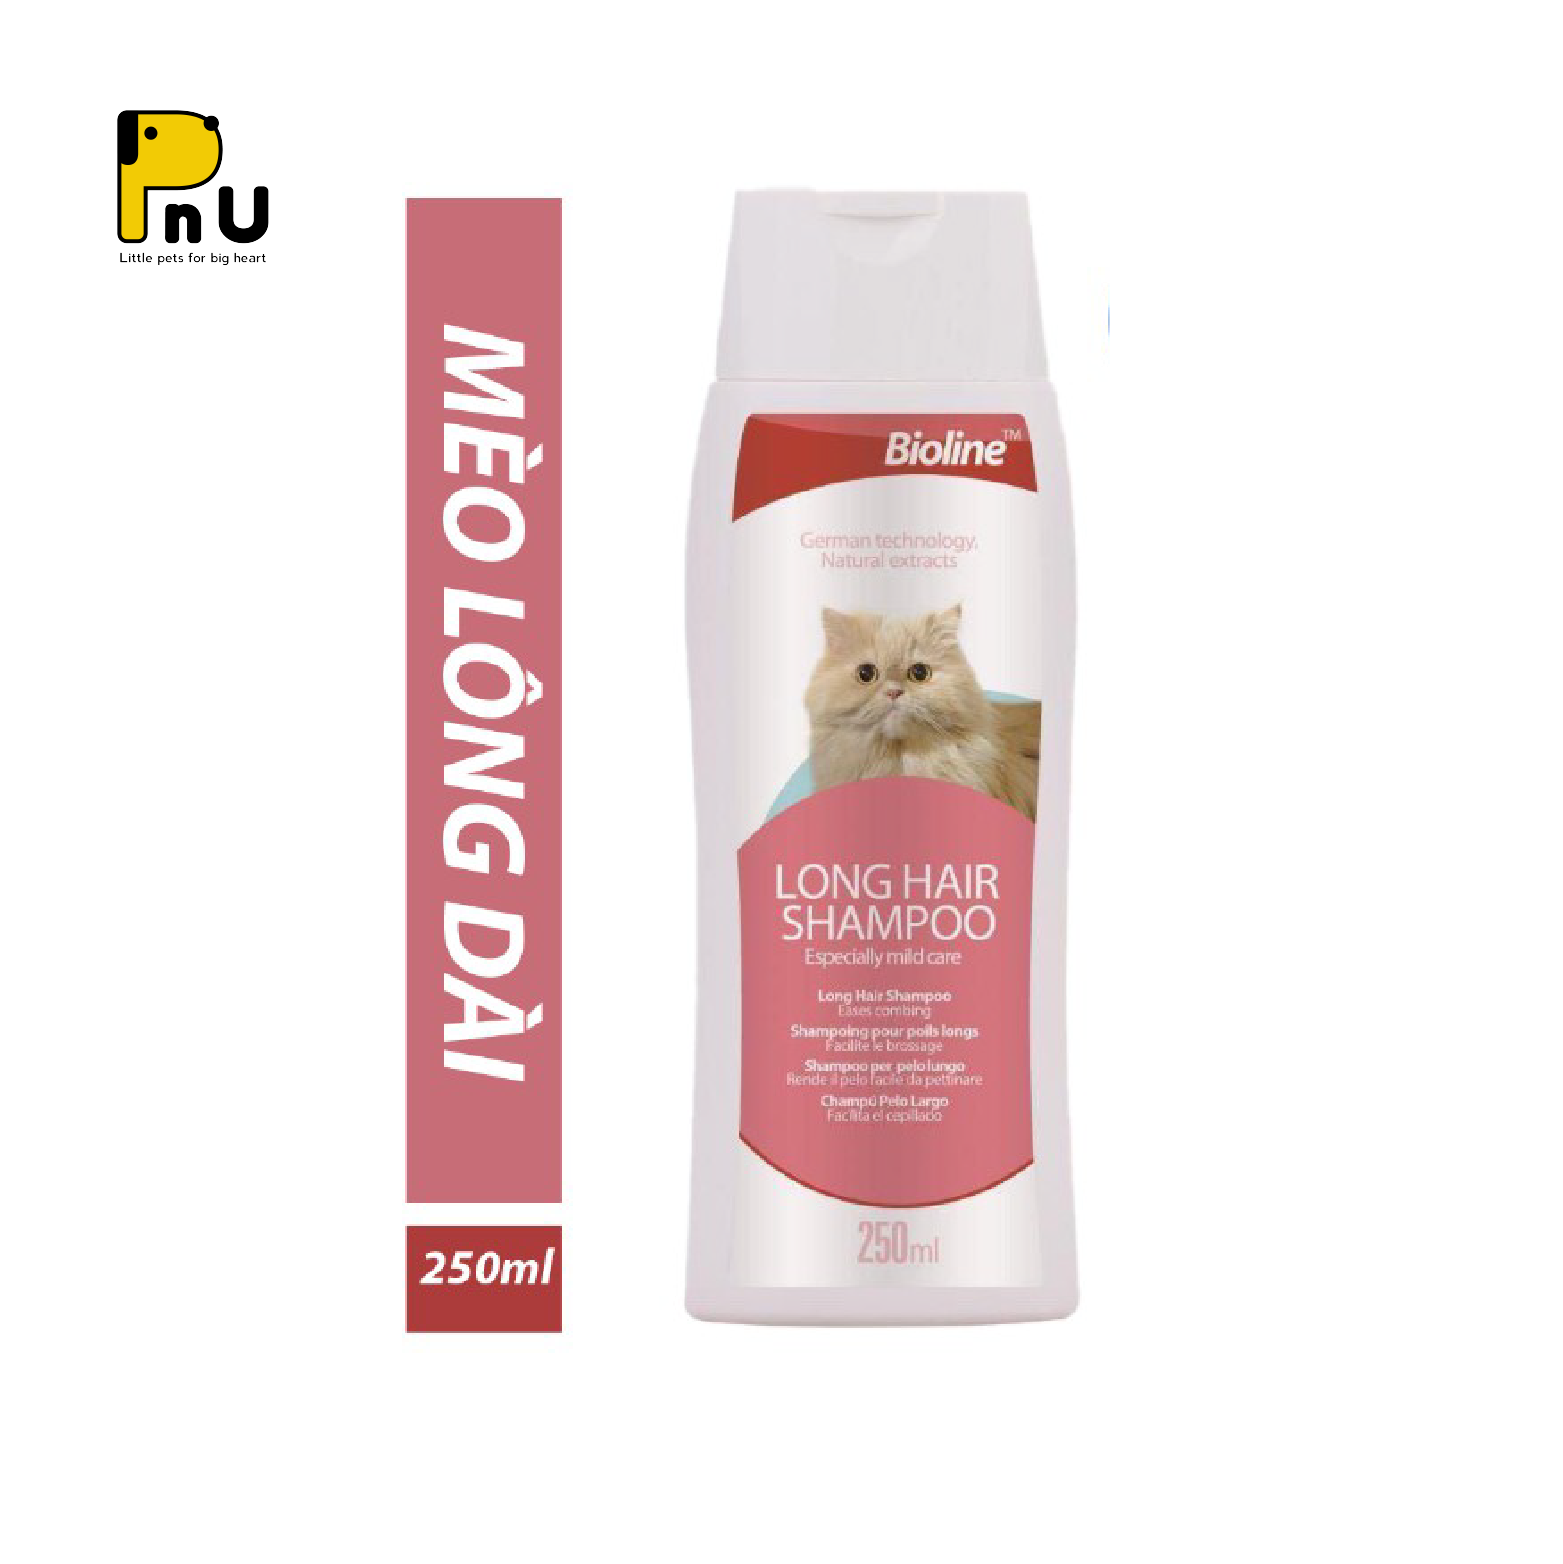 PnU
Little pets for big heart
MÈO LÔNG DÀI
250ml
Bioline™
German technology.
Natural extracts
LONG HAIR
SHAMPOO
Especially mild care
Long Hair Shampoo
Eases combing
Shampoing pour poils longs
Facilite le brossage
Shampoo per pelo lungo
Rende il pelo facile da pettinare
Champú Pelo Largo
Facilita el cepillado
250ml